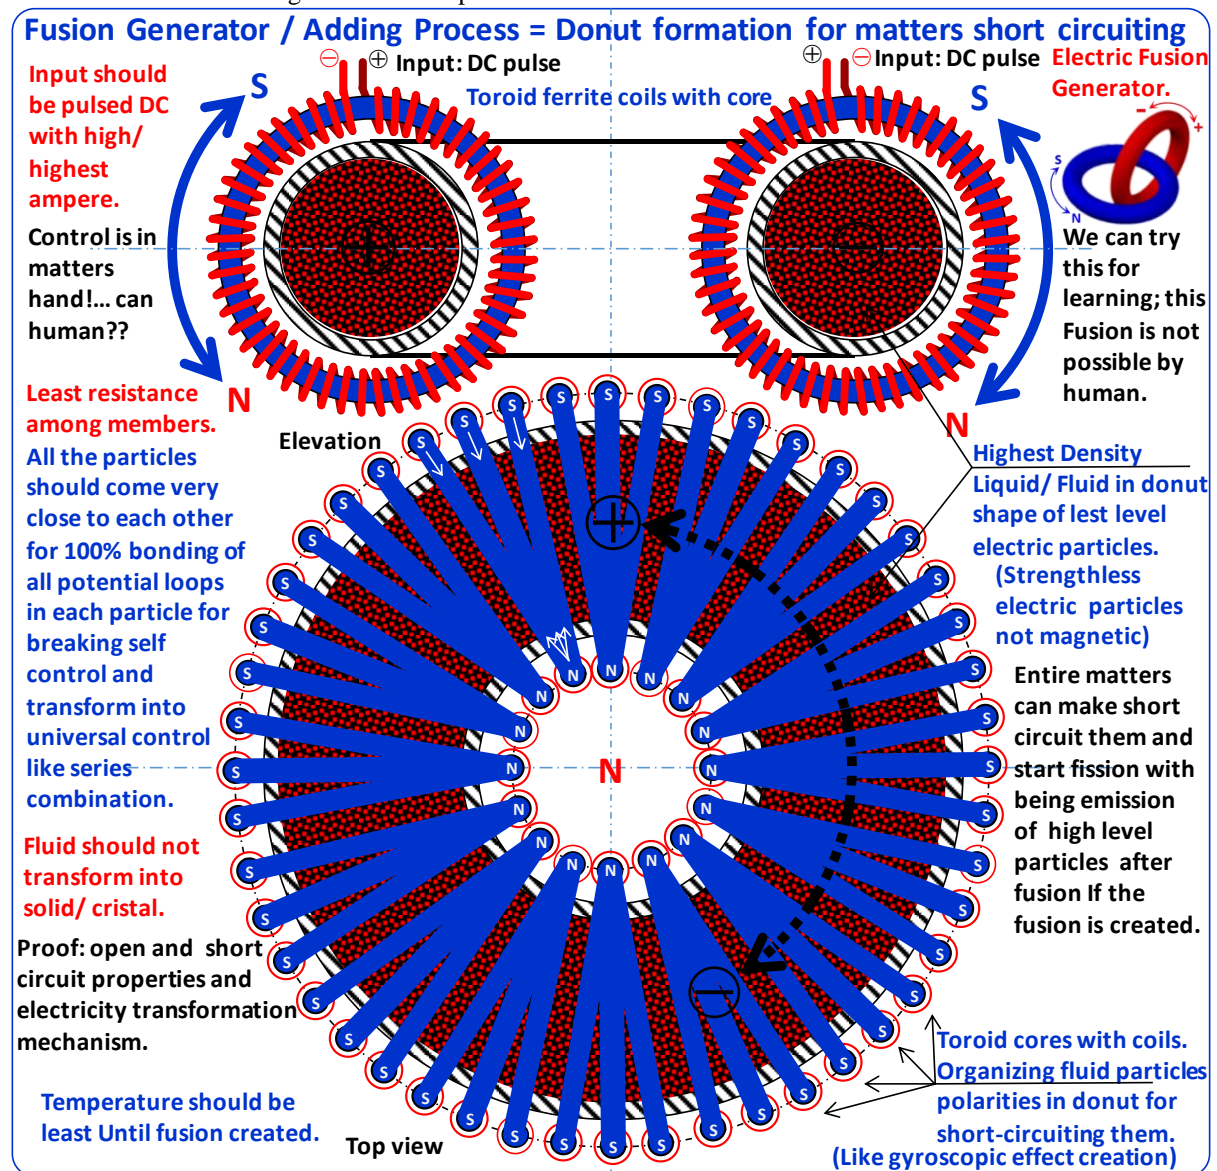 Fusion Generator / Adding Process = Donut formation for matters short circuiting
Input should
be pulsed DC
with high/
highest
ampere.
Control is in
matters
hand!... can
human??
S
N
− + Input: DC pulse
Toroid ferrite coils with core
+ − Input: DC pulse
S
N
Electric Fusion
Generator.
- +
S
N
We can try
this for
learning; this
Fusion is not
possible by
human.
Least resistance
among members.
All the particles
should come very
close to each other
for 100% bonding of
all potential loops
in each particle for
breaking self
control and
transform into
universal control
like series
combination.
Fluid should not
transform into
solid/ cristal.
Proof: open and short
circuit properties and
electricity transformation
mechanism.
Temperature should be
least Until fusion created.
Elevation
S S S S S S S S S S S S S S S S S S S S S S S S S S S S S S S S S S S S S S S S S S S S
N N N N N N N N N N N N N N N N N N N N
+
N
−
Top view
Highest Density
Liquid/ Fluid in donut
shape of lest level
electric particles.
(Strengthless
electric particles
not magnetic)
Entire matters
can make short
circuit them and
start fission with
being emission
of high level
particles after
fusion If the
fusion is created.
Toroid cores with coils.
Organizing fluid particles
polarities in donut for
short-circuiting them.
(Like gyroscopic effect creation)